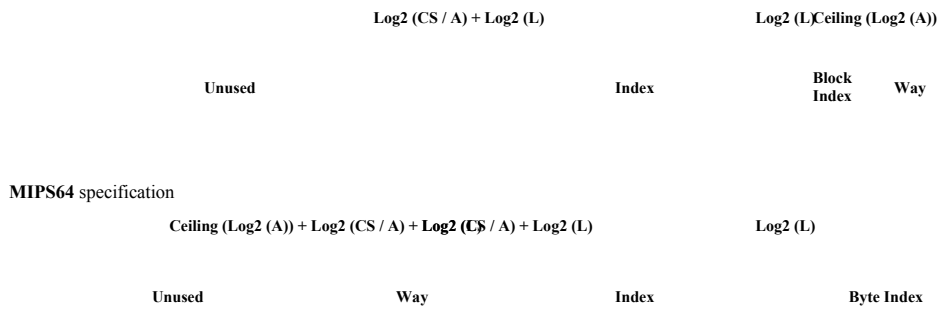 Log2 (CS / A) + Log2 (L) Log2 (L) Ceiling (Log2 (A))
Unused Index Block Index Way
MIPS64 specification
Ceiling (Log2 (A)) + Log2 (CS / A) + Log2 (L) Log2 (CS / A) + Log2 (L) Log2 (L)
Unused Way Index Byte Index